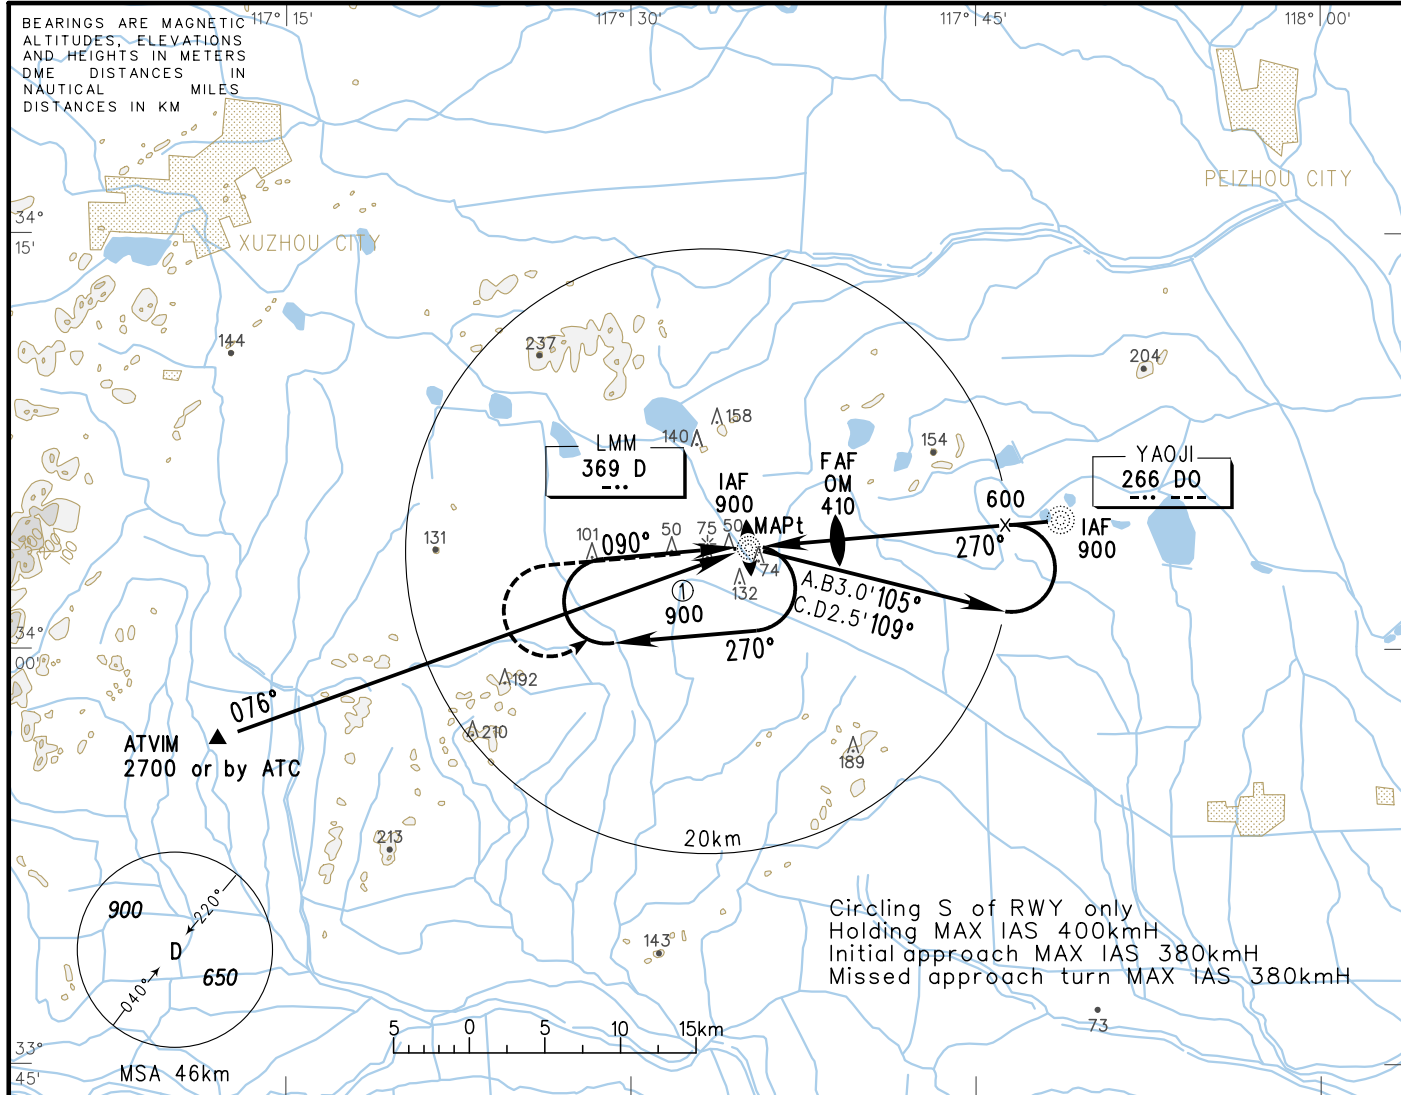 BEARINGS ARE MAGNETIC
ALTITUDES, ELEVATIONS
AND HEIGHTS IN METERS
DME DISTANCES IN
NAUTICAL MILES
DISTANCES IN KM
117° 15'
117° 30'
117° 45'
118° 00'
PEIZHOU CITY
34°
15'
XUZHOU CITY
144
237
204
158
140
154
LMM
369 D
IAF
900
FAF
OM
410
YAOJI
266 DO
600
IAF
900
MAPt
131
101
090°
50
75
50
74
132
270°
A.B3.0'105°
C.D2.5'109°
1
900
270°
34°
00'
192
076°
210
ATVIM
2700 or by ATC
189
213
20km
900
220°
D
650
040°
MSA 46km
143
Circling S of RWY only
Holding MAX IAS 400kmH
Initial approach MAX IAS 380kmH
Missed approach turn MAX IAS 380kmH
73
5 0 5 10 15km
33°
45'